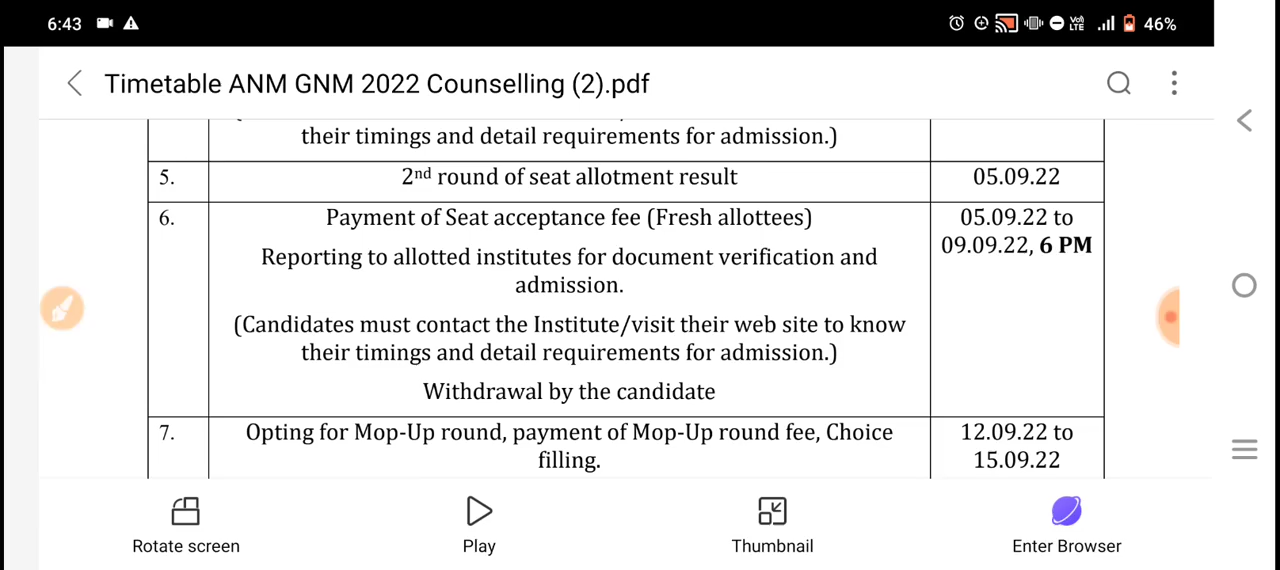 6:43
Vo)
LTE
46%
Timetable ANM GNM 2022 Counselling (2).pdf
their timings and detail requirements for admission.)
5.
2nd round of seat allotment result
05.09.22
6.
Payment of Seat acceptance fee (Fresh allottees)
05.09.22 to
09.09.22, 6 PM
Reporting to allotted institutes for document verification and
admission.
(Candidates must contact the Institute/visit their web site to know
their timings and detail requirements for admission.)
Withdrawal by the candidate
7.
Opting for Mop-Up round, payment of Mop-Up round fee, Choice
filling.
12.09.22 to
15.09.22
Rotate screen
Play
Thumbnail
Enter Browser